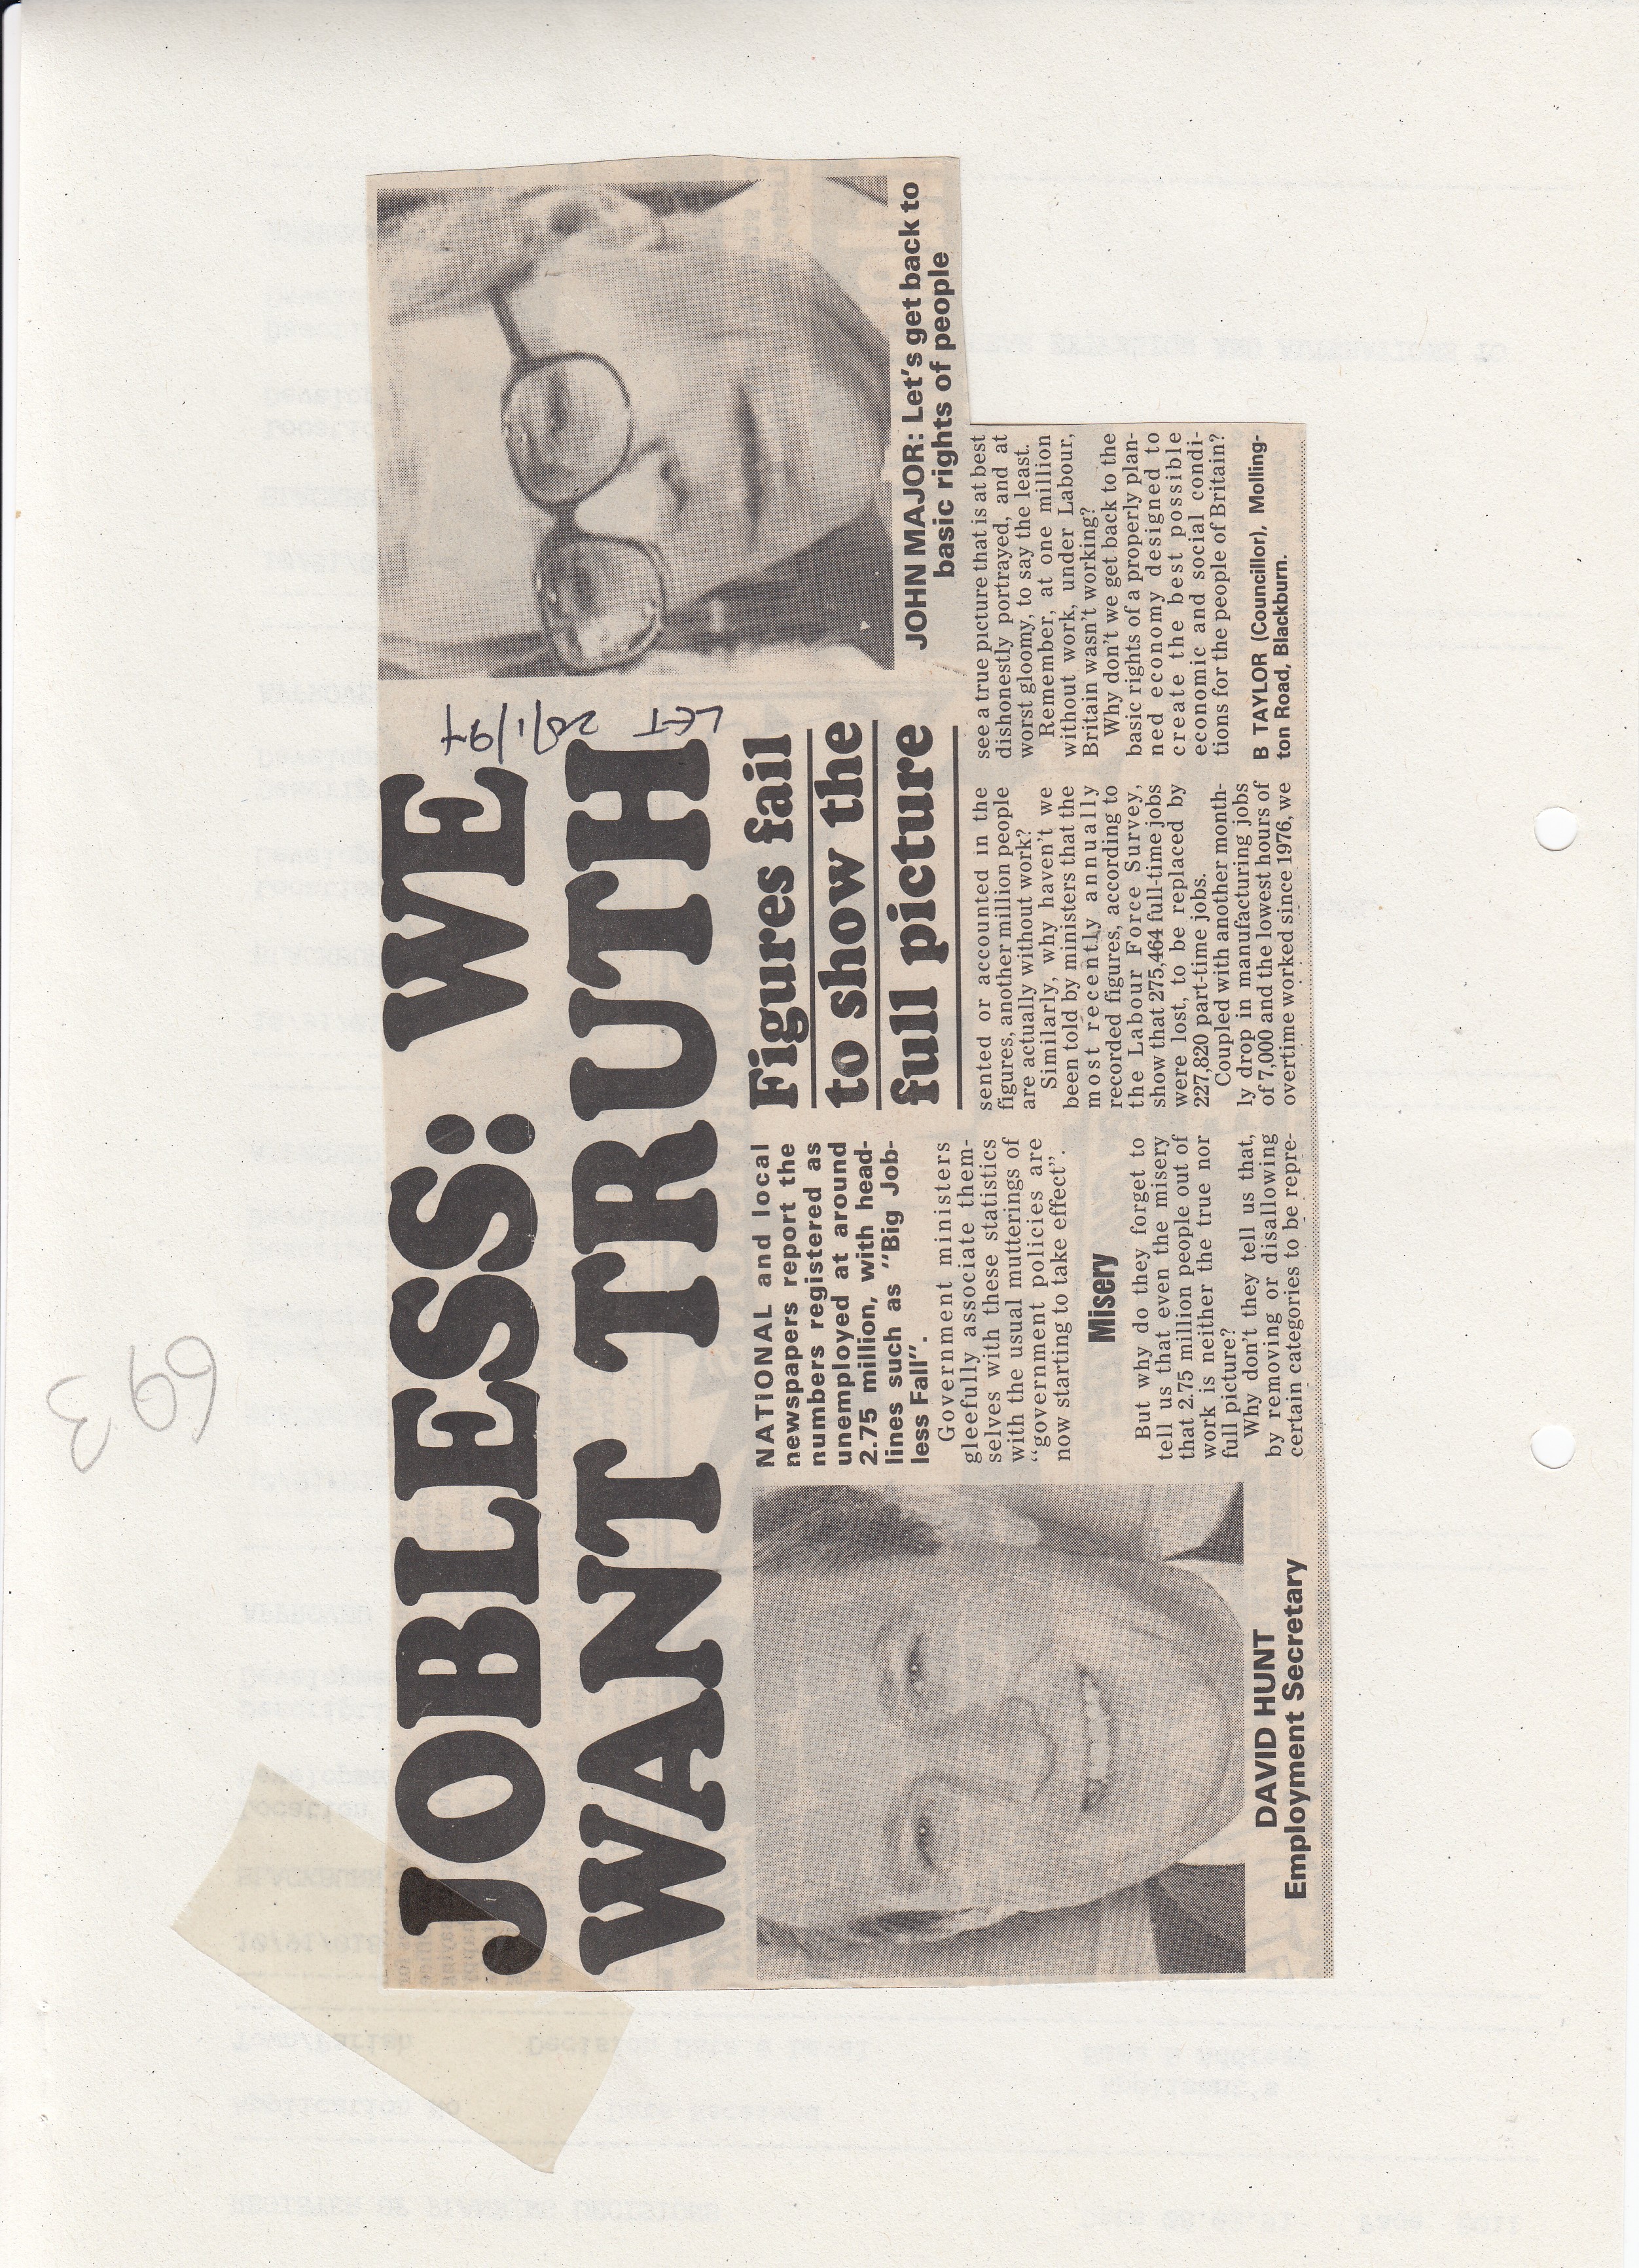 JOBLESS: WE
WANT TRUTH
LET 28/1/94
69 3
NATIONAL and local
newspapers report the
numbers registered as
unemployed at around
2.75 million, with head-
lines such as "Big Job-
less Fall".
Government ministers
gleefully associate them-
selves with these statistics
with the usual mutterings of
"government policies are
now starting to take effect".
Misery
But why do they forget to
tell us that even the misery
that 2.75 million people out of
work is neither the true nor
full picture?
Why don't they tell us that,
by removing or disallowing
certain categories to be repre-
Figures fail
to show the
full picture
sented or accounted in the
figures, another million people
are actually without work?
Similarly, why haven't we
been told by ministers that the
most recently annually
recorded figures, according to
the Labour Force Survey,
show that 275,464 full-time jobs
were lost, to be replaced by
227,820 part-time jobs.
Coupled with another month-
ly drop in manufacturing jobs
of 7,000 and the lowest hours of
overtime worked since 1976, we
see a true picture that is at best
dishonestly portrayed, and at
worst gloomy, to say the least.
Remember, at one million
without work, under Labour,
Britain wasn't working?
Why don't we get back to the
basic rights of a properly plan-
ned economy designed to
create the best possible
economic and social condi-
tions for the people of Britain?
B TAYLOR (Councillor), Molling-
ton Road, Blackburn.
JOHN MAJOR: Let's get back to
basic rights of people
DAVID HUNT
Employment Secretary